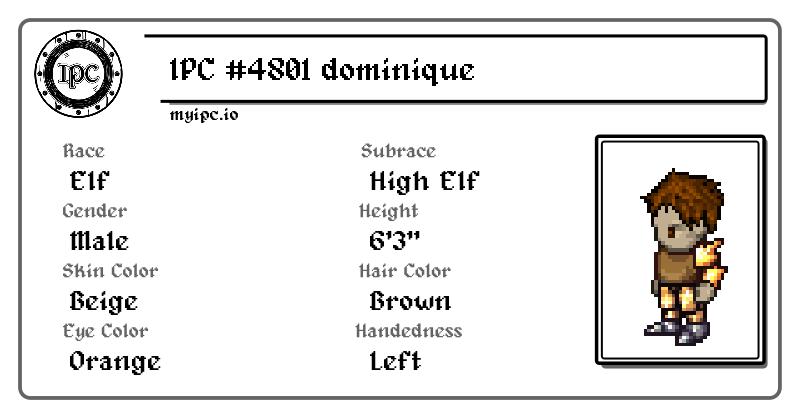 IPC
IPC #4801 dominique
myipc.io
Race
Elf
Subrace
High Elf
Gender
Male
Height
6'3"
Skin Color
Beige
Hair Color
Brown
Eye Color
Orange
Handedness
Left